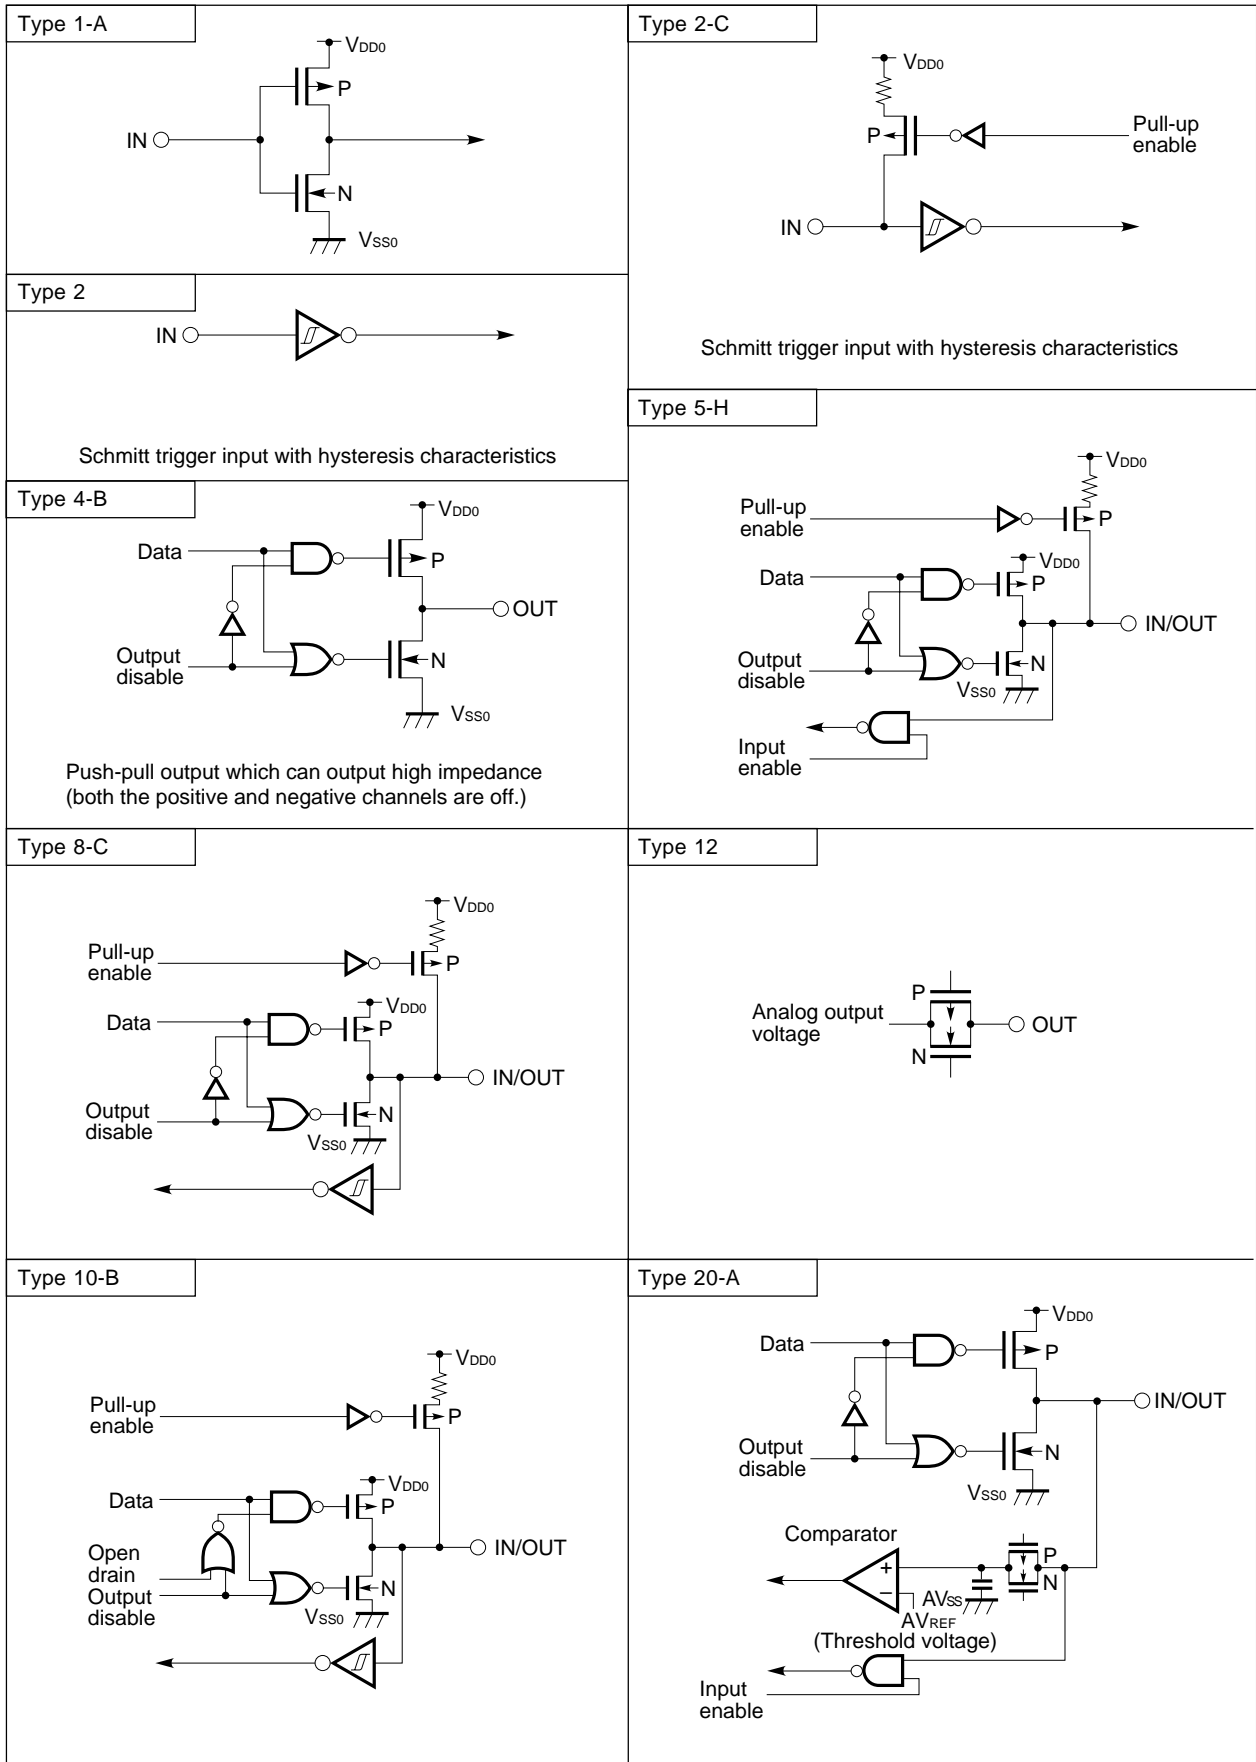 Type 1-A
VDD0
P
IN
N
VSS0
Type 2
IN
Schmitt trigger input with hysteresis characteristics
Type 4-B
VDD0
Data
P
OUT
Output
disable
N
VSS0
Push-pull output which can output high impedance
(both the positive and negative channels are off.)
Type 2-C
VDD0
P
Pull-up
enable
IN
Schmitt trigger input with hysteresis characteristics
Type 5-H
VDD0
Pull-up
enable
P
VDD0
Data
P
IN/OUT
Output
disable
N
VSS0
Input
enable
Type 8-C
VDD0
Pull-up
enable
P
VDD0
Data
P
IN/OUT
Output
disable
N
VSS0
Type 12
P
Analog output
voltage
OUT
N
Type 10-B
VDD0
Pull-up
enable
P
VDD0
Data
P
IN/OUT
Open
drain
Output
disable
N
VSS0
Type 20-A
VDD0
Data
P
IN/OUT
Output
disable
N
VSS0
Comparator
P
N
+
−
AVSS
AVREF
(Threshold voltage)
Input
enable